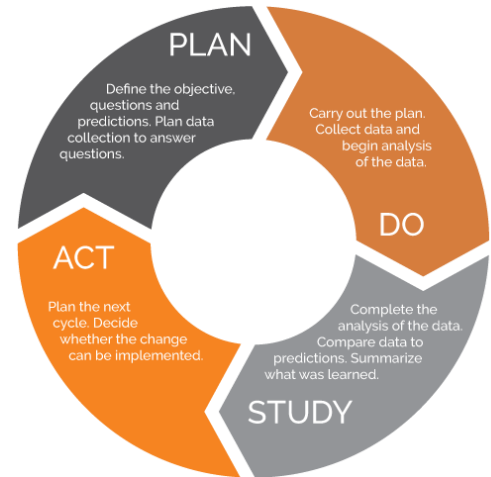 PLAN
Define the objective,
questions and
predictions. Plan data
collection to answer
questions.
Carry out the plan.
Collect data and
begin analysis
of the data.
DO
Complete the
analysis of the data.
Compare data to
predictions. Summarize
what was learned.
STUDY
ACT
Plan the next
cycle. Decide
whether the change
can be implemented.